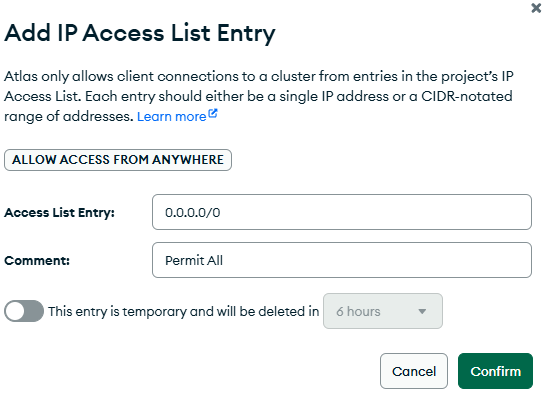 Add IP Access List Entry
Atlas only allows client connections to a cluster from entries in the project's IP
Access List. Each entry should either be a single IP address or a CIDR-notated
range of addresses. Learn more
ALLOW ACCESS FROM ANYWHERE
Access List Entry: 0.0.0.0/0
Comment: Permit All
This entry is temporary and will be deleted in 6 hours
Cancel Confirm